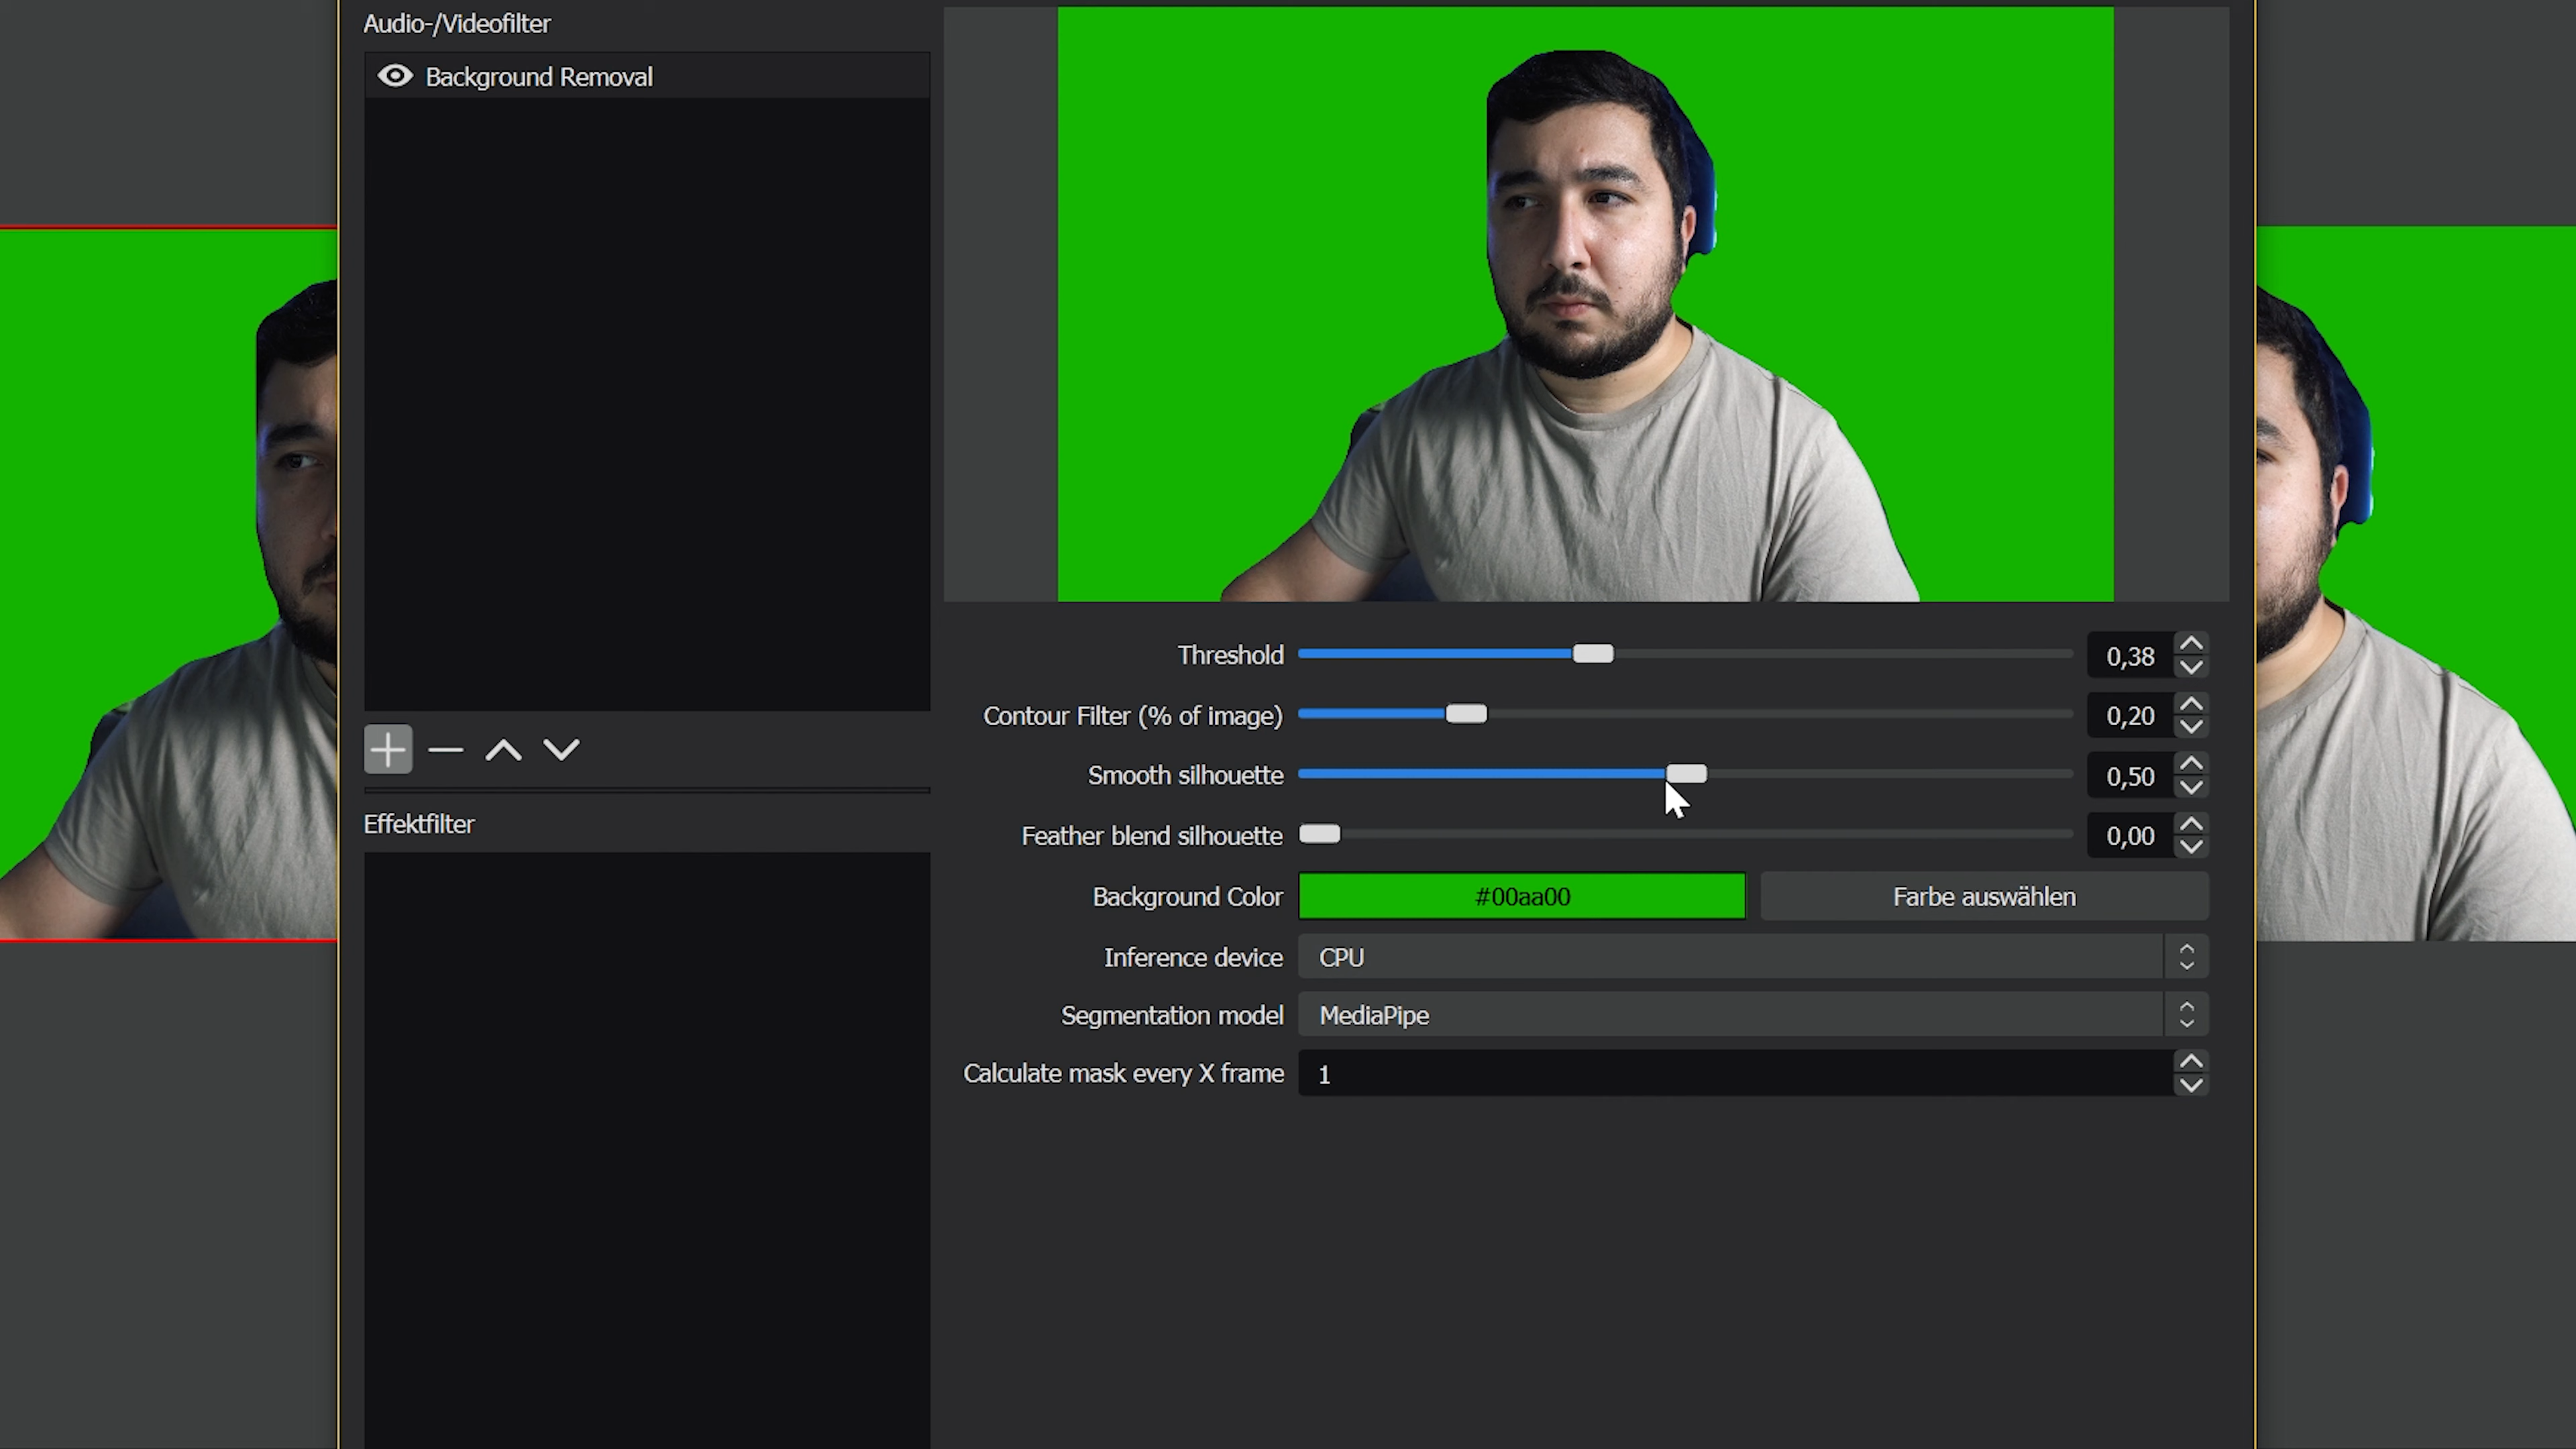 Audio-/Videofilter
Background Removal
Effektfilter
Threshold 0,38
Contour Filter (% of image) 0,20
Smooth silhouette 0,50
Feather blend silhouette 0,00
Background Color #00aa00 Farbe auswählen
Inference device CPU
Segmentation model MediaPipe
Calculate mask every X frame 1